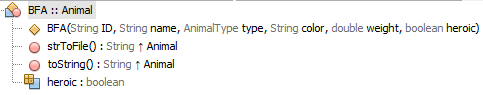 BFA :: Animal
BFA(String ID, String name, AnimalType type, String color, double weight, boolean heroic)
strToFile() : String ↑ Animal
toString() : String ↑ Animal
heroic : boolean